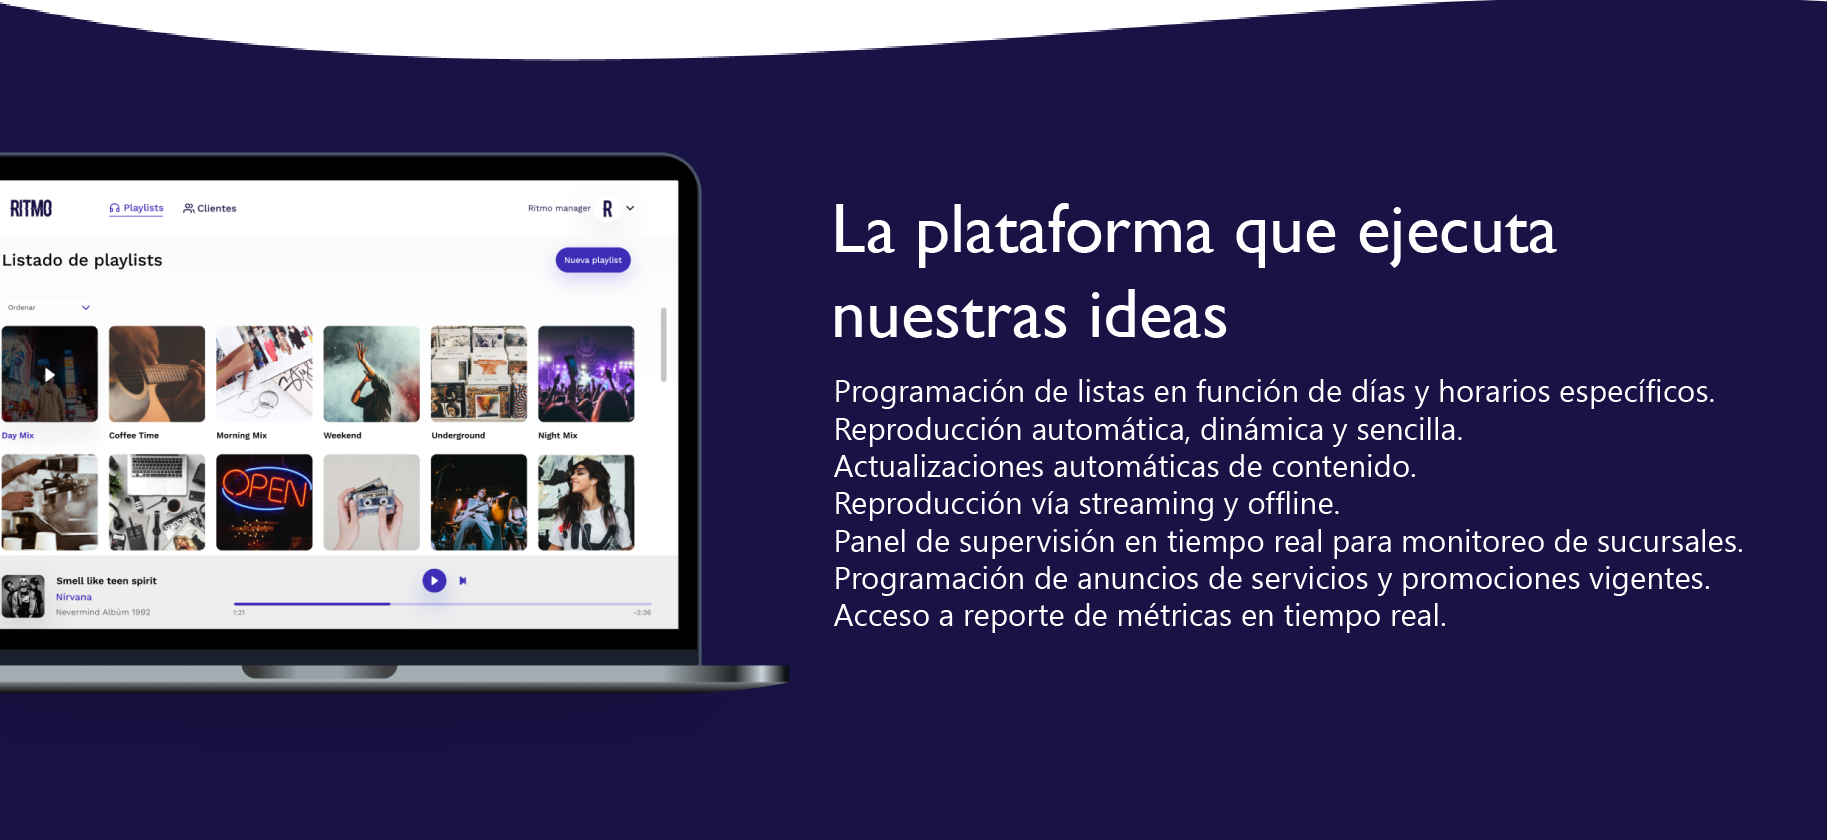 RITMO
Playlists
Clientes
Ritmo manager
R
Listado de playlists
Nueva playlist
Ordenar
Day Mix
Coffee Time
Morning Mix
Weekend
Underground
Night Mix
OPEN
Smell like teen spirit
Nirvana
Nevermind Albúm 1992
1:21
-2:36
La plataforma que ejecuta
nuestras ideas
Programación de listas en función de días y horarios específicos.
Reproducción automática, dinámica y sencilla.
Actualizaciones automáticas de contenido.
Reproducción vía streaming y offline.
Panel de supervisión en tiempo real para monitoreo de sucursales.
Programación de anuncios de servicios y promociones vigentes.
Acceso a reporte de métricas en tiempo real.